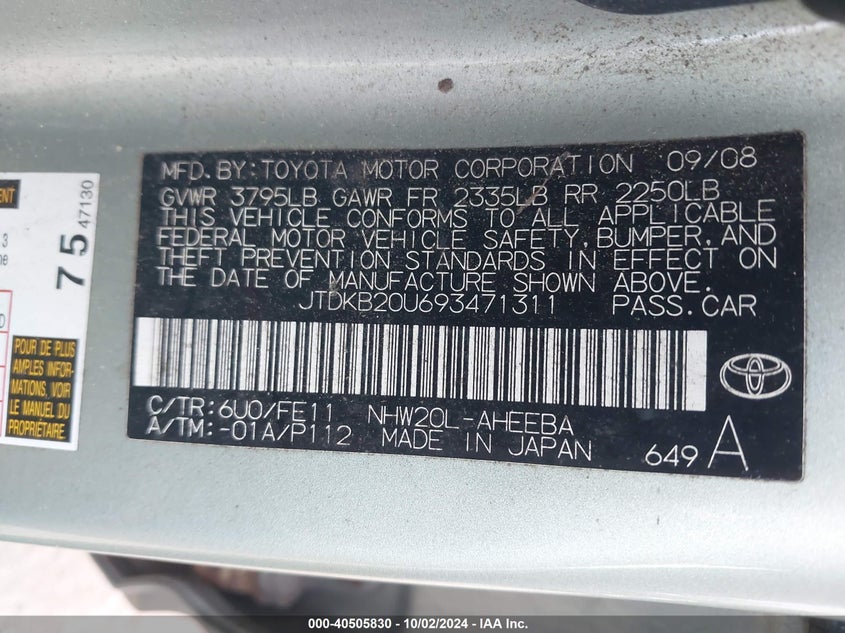 MFD. BY: TOYOTA MOTOR CORPORATION 09/08
GVWR 3795LB GAWR FR 2335LB RR 2250LB
THIS VEHICLE CONFORMS TO ALL APPLICABLE
FEDERAL MOTOR VEHICLE SAFETY, BUMPER, AND
THEFT PREVENTION STANDARDS IN EFFECT ON
THE DATE OF MANUFACTURE SHOWN ABOVE.
JTDKB20U693471311 PASS. CAR
C/TR: 6U0/FE11 NHW20L-AHEEBA
A/TM: -01A/P112 MADE IN JAPAN
649 A
75
47130
3
POUR DE PLUS
AMPLES INFOR-
MATIONS, VOIR
LE MANUEL DU
000-40505830 - 10/02/2024 - IAA Inc.